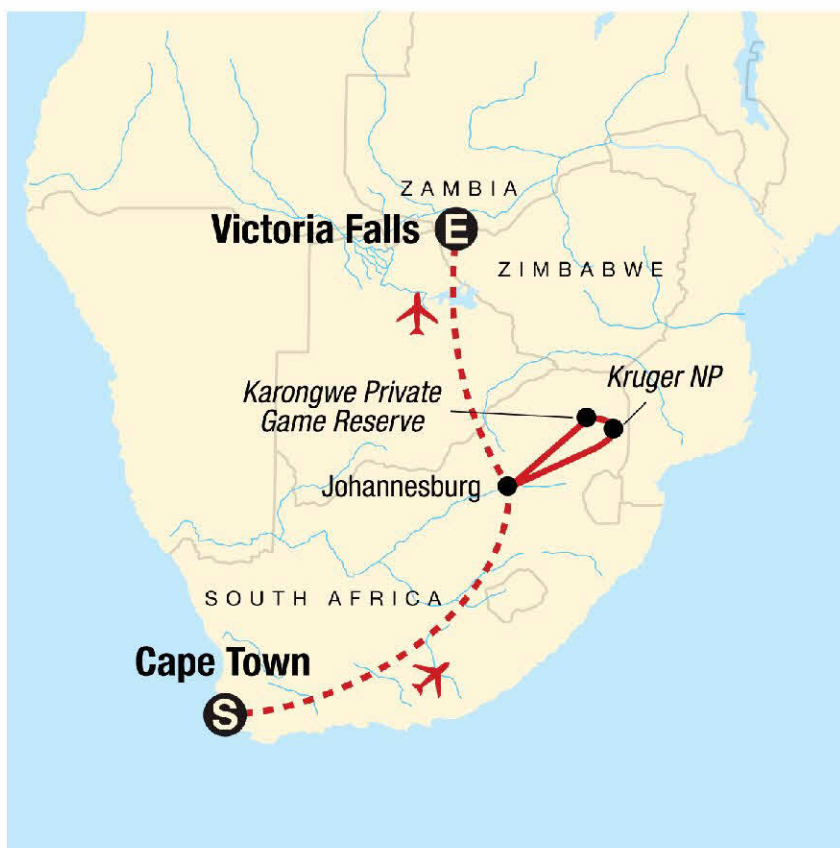 ZAMBIA
Victoria Falls E
ZIMBABWE
Karongwe Private
Game Reserve
Kruger NP
Johannesburg
SOUTH AFRICA
Cape Town
S